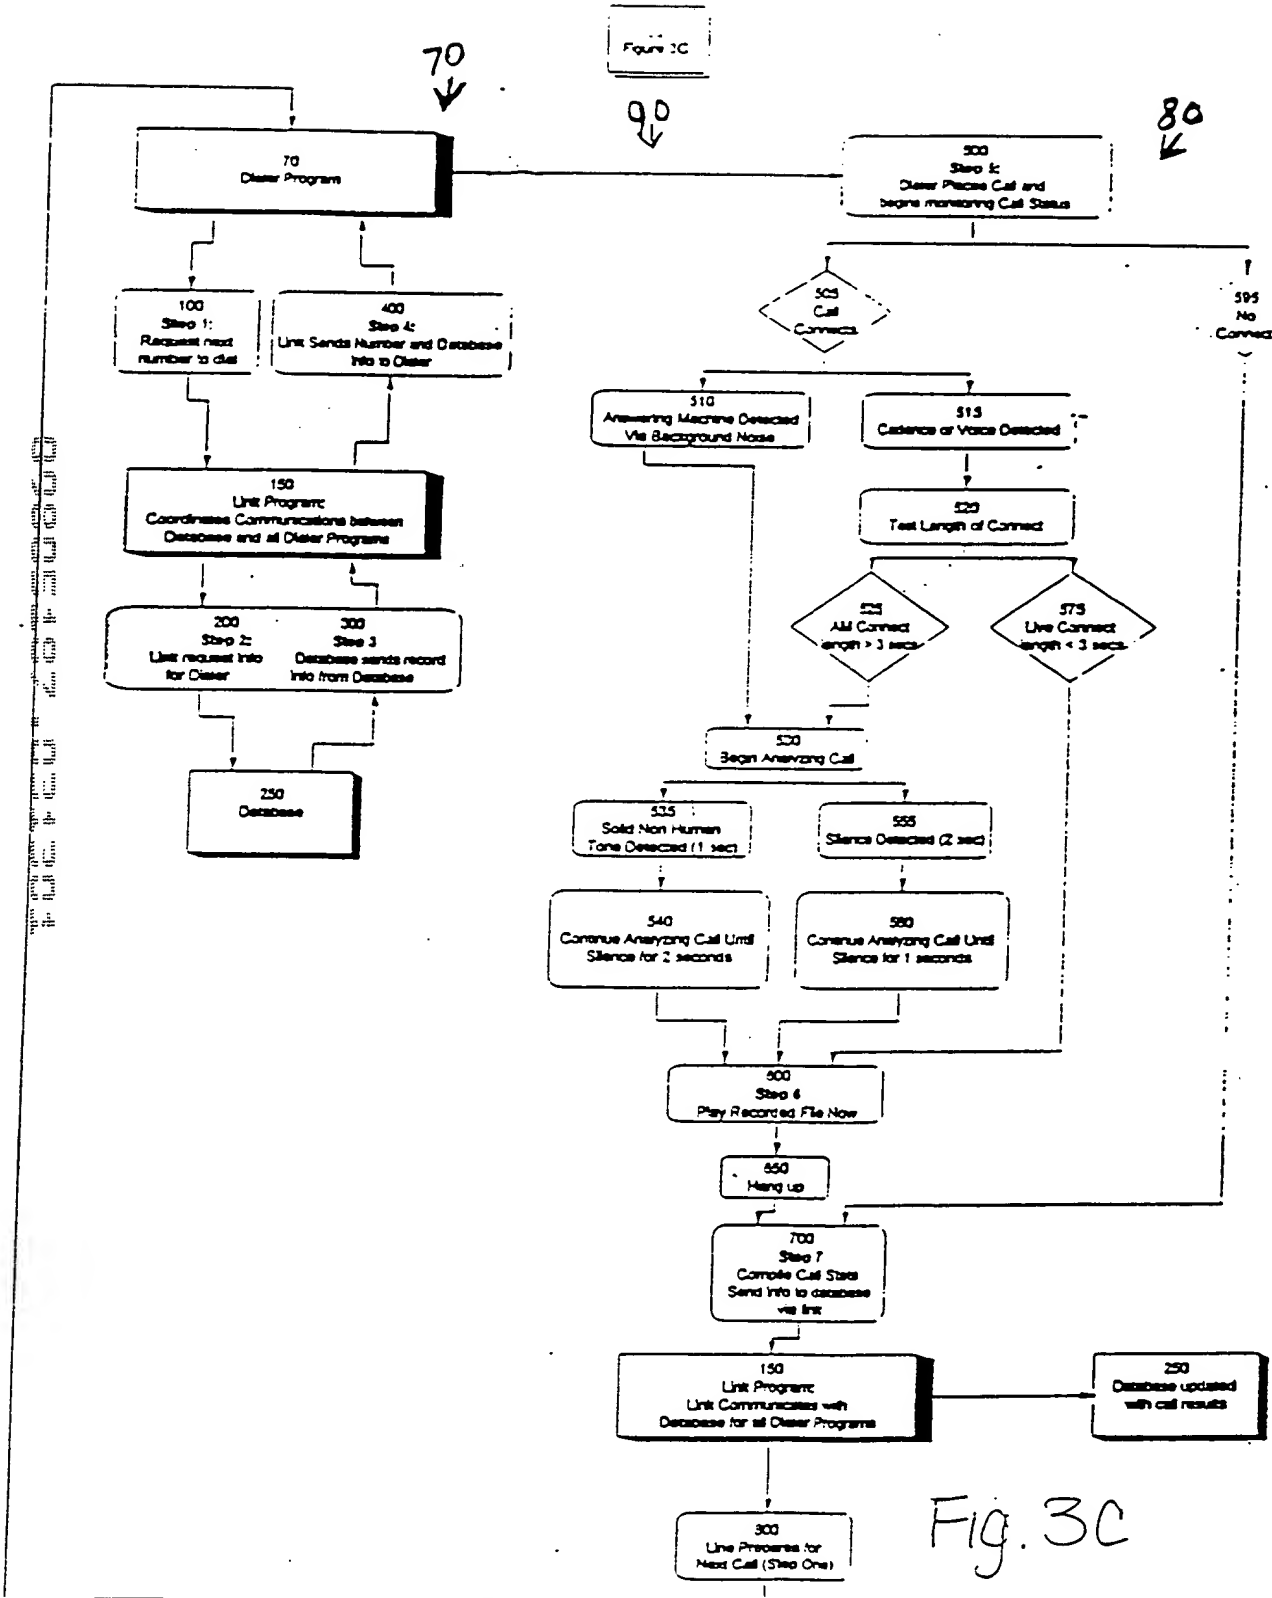 Figure 3C
70
90
80
70
Dialer Program
500
Step 5:
Dialer Places Call and
begins monitoring Call Status
100
Step 1:
Request next
number to dial
400
Step 4:
Link Sends Number and Database
Info to Dialer
505
Call
Connects
595
No
Connect
510
Answering Machine Detected
Via Background Noise
515
Cadence or Voice Detected
150
Link Program:
Coordinates Communications between
Database and all Dialer Programs
520
Test Length of Connect
200
Step 2:
Link request info
for Dialer
300
Step 3
Database sends record
info from Database
525
AM Connect
length > 3 secs
575
Live Connect
length < 3 secs
530
Begin Analyzing Call
250
Database
535
Solid Non Human
Tone Detected (1 sec)
555
Silence Detected (2 sec)
540
Continue Analyzing Call Until
Silence for 2 seconds
560
Continue Analyzing Call Until
Silence for 1 seconds
600
Step 6
Play Recorded File Now
650
Hang up
700
Step 7
Compile Call Stats
Send info to database
via link
150
Link Program:
Link Communicates with
Database for all Dialer Programs
250
Database updated
with call results
Line Prepares for
Next Call (Step One)
Fig. 3C